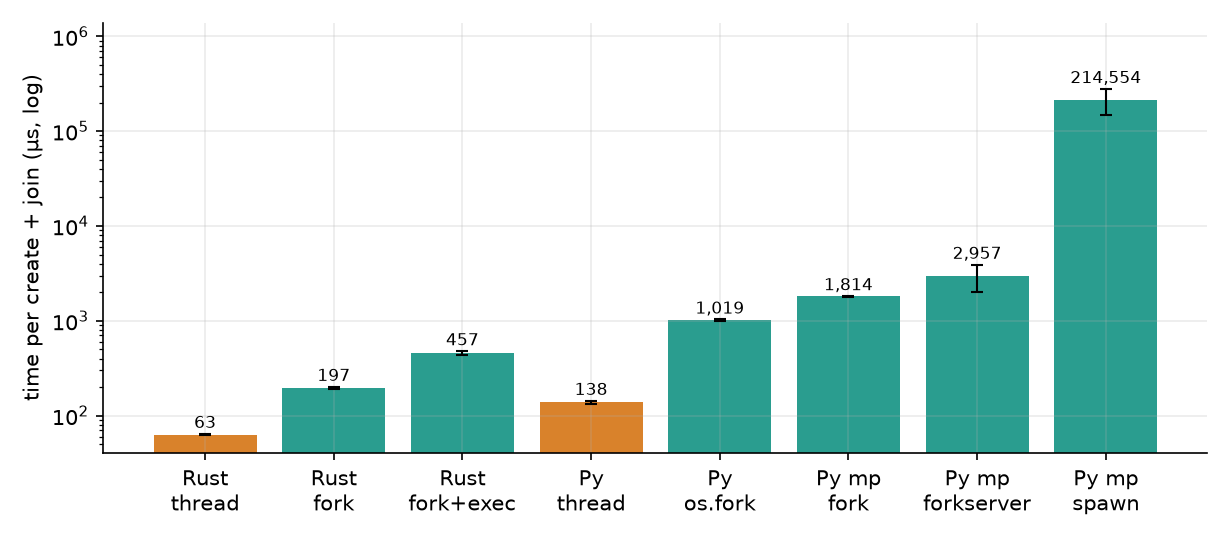 time per create + join (µs, log)
10⁶
10⁵
10⁴
10³
10²
63
197
457
138
1,019
1,814
2,957
214,554
Rust
thread
Rust
fork
Rust
fork+exec
Py
thread
Py
os.fork
Py mp
fork
Py mp
forkserver
Py mp
spawn